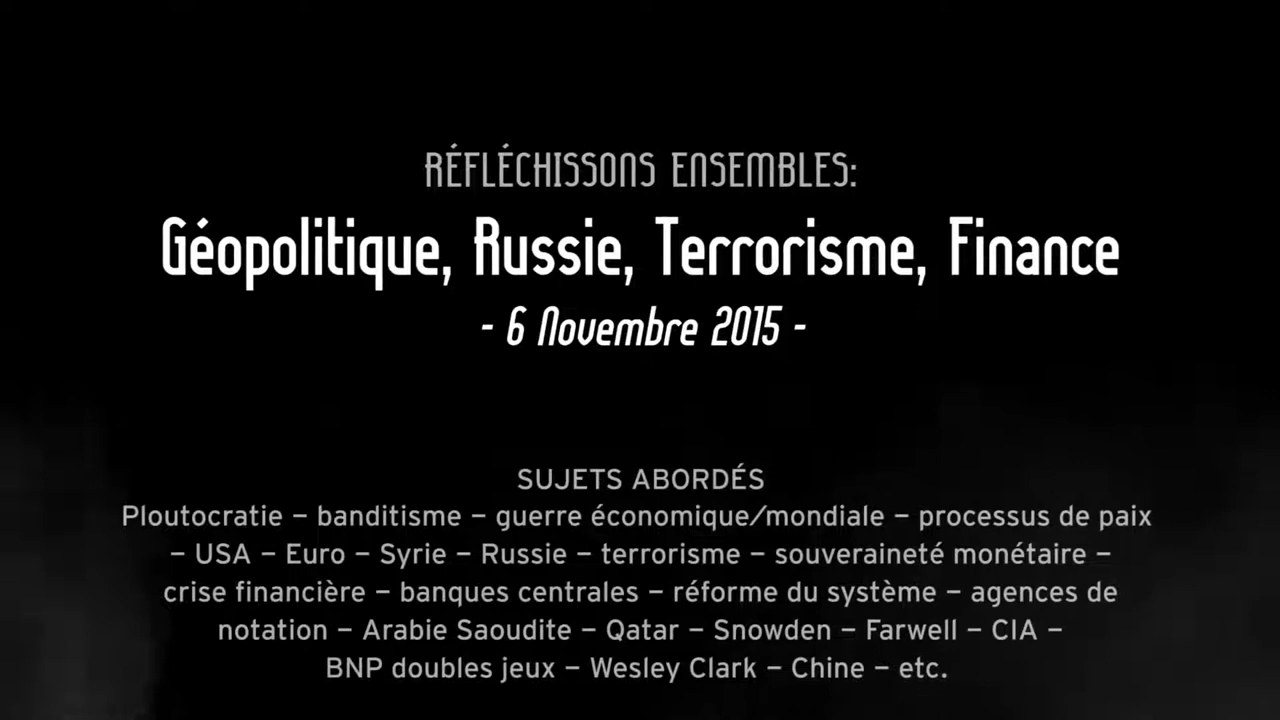 RÉFLÉCHISSONS ENSEMBLES:
Géopolitique, Russie, Terrorisme, Finance
- 6 Novembre 2015 -
SUJETS ABORDÉS
Ploutocratie – banditisme – guerre économique/mondiale – processus de paix
– USA – Euro – Syrie – Russie – terrorisme – souveraineté monétaire –
crise financière – banques centrales – réforme du système – agences de
notation – Arabie Saoudite – Qatar – Snowden – Farwell – CIA –
BNP doubles jeux – Wesley Clark – Chine – etc.